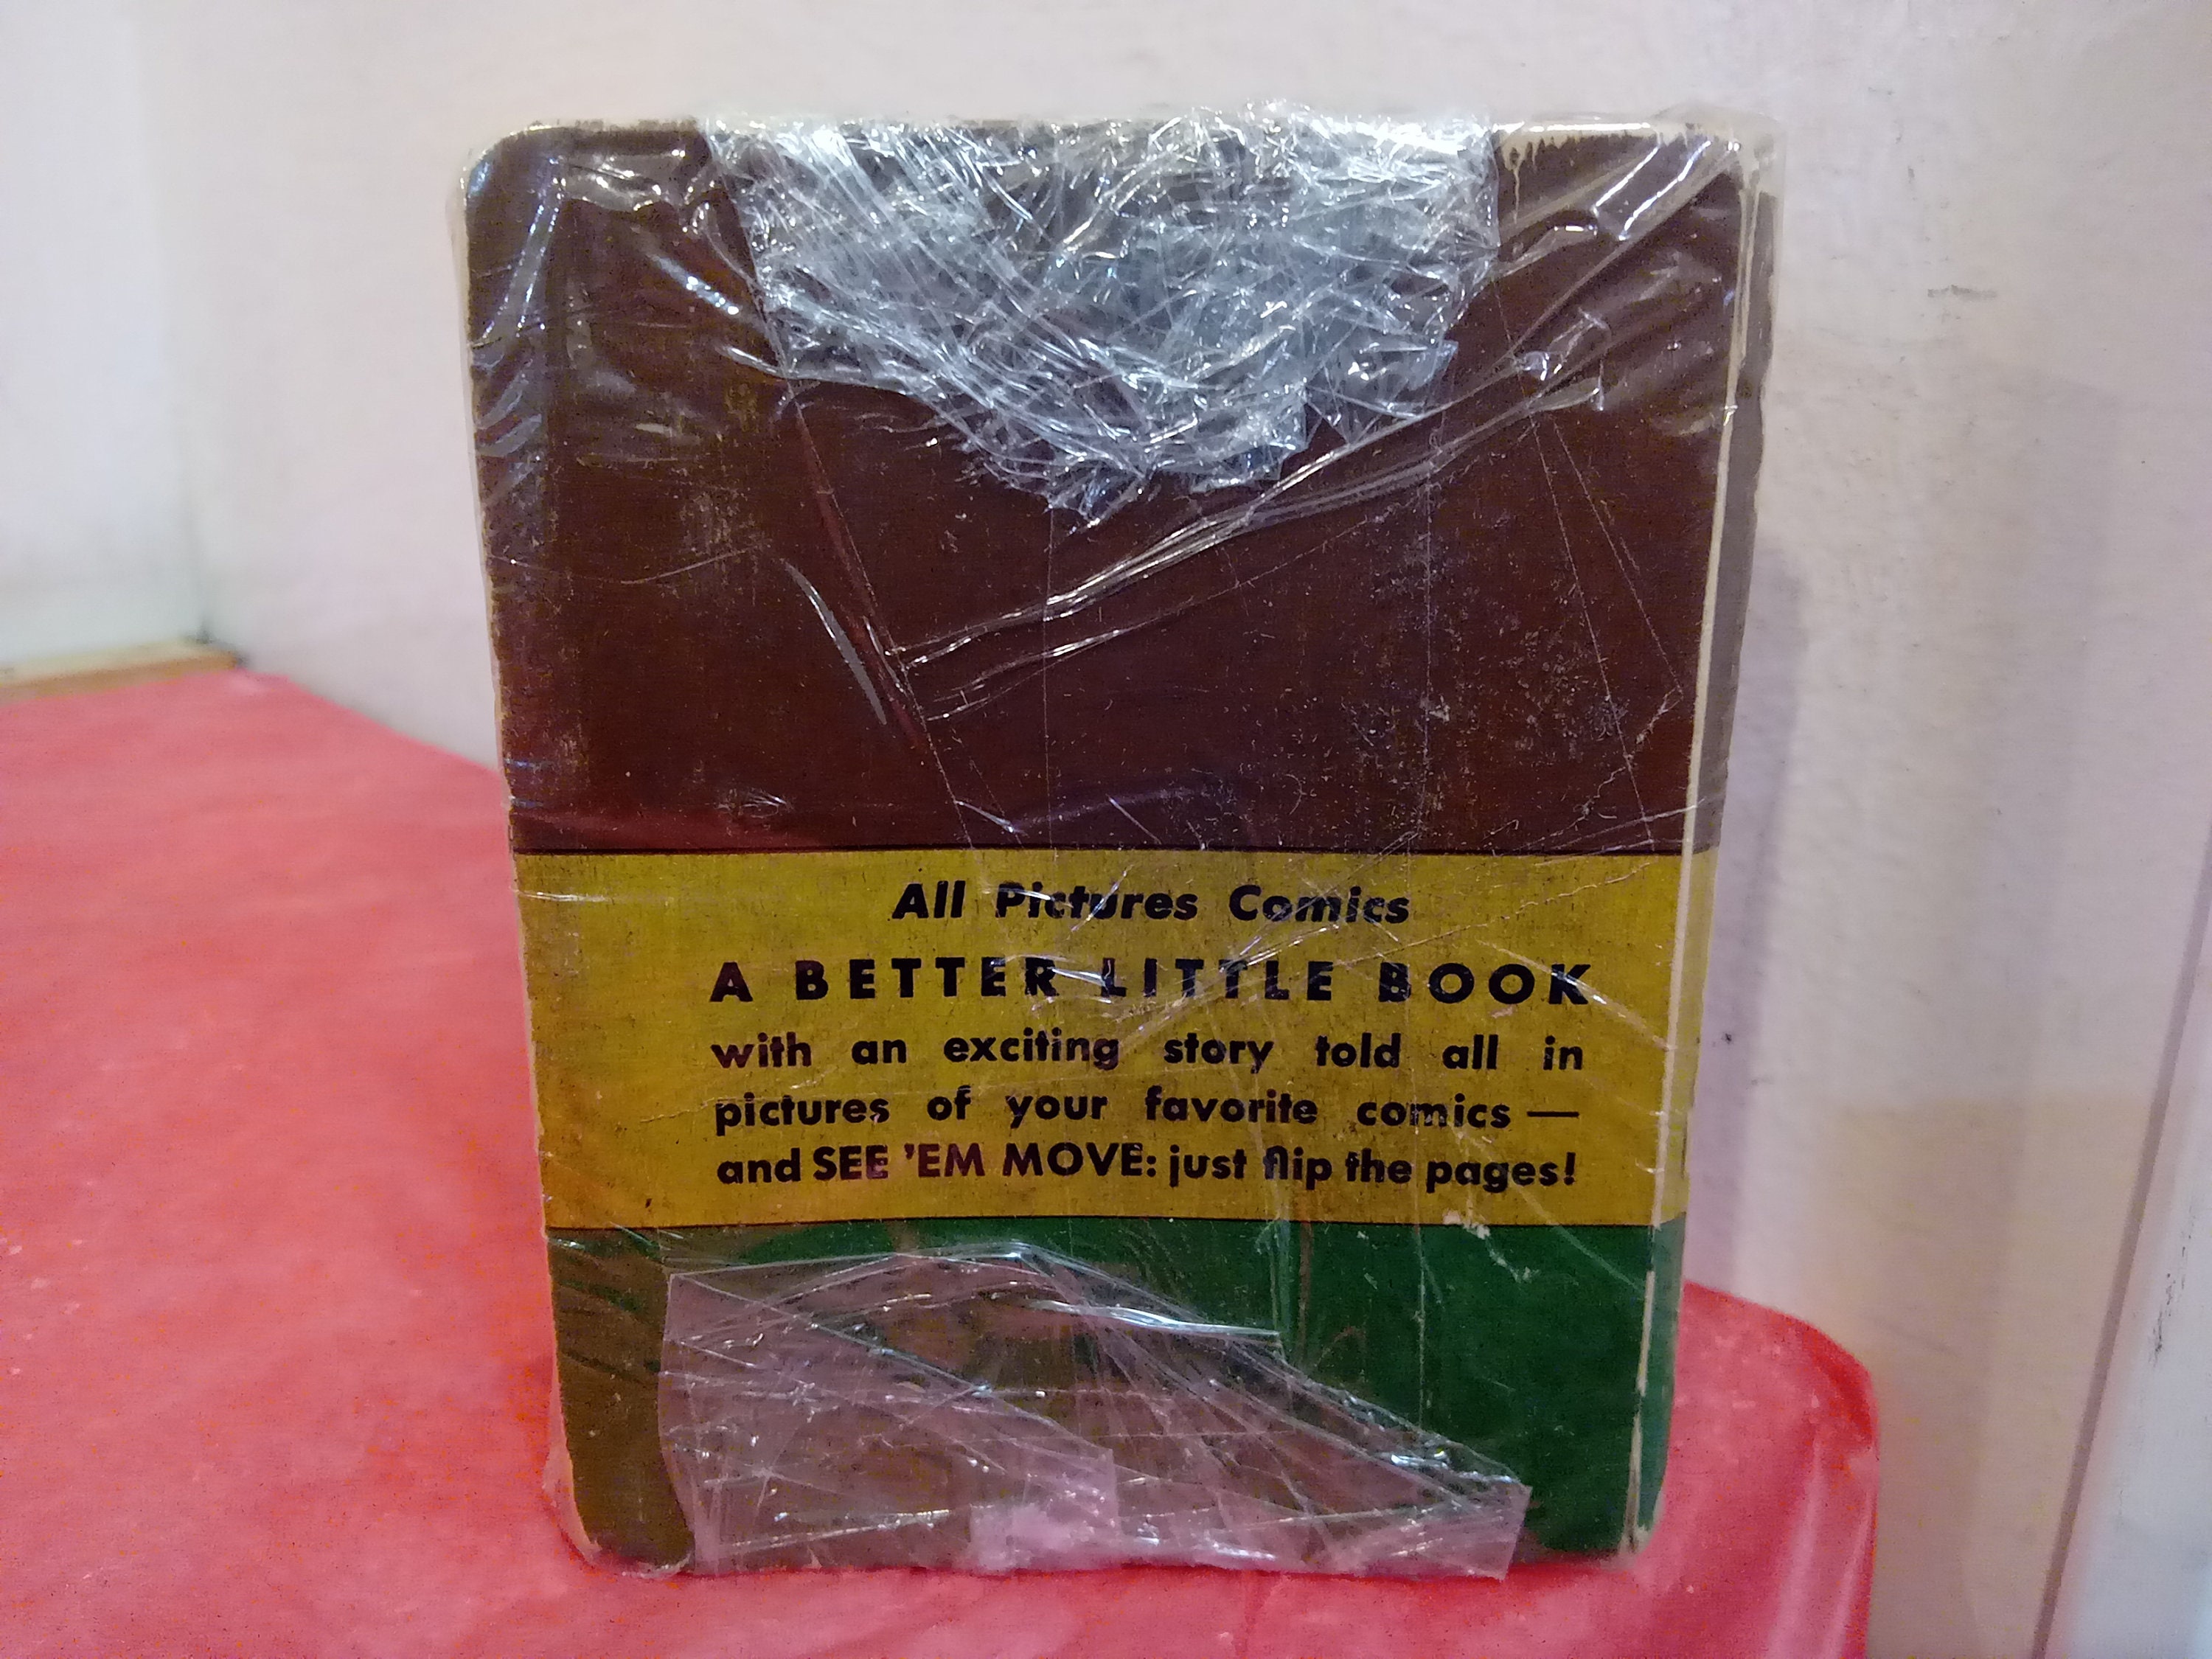 All Pictures Comics
A BETTER LITTLE BOOK
with an exciting story told all in
pictures of your favorite comics —
and SEE 'EM MOVE: just flip the pages!